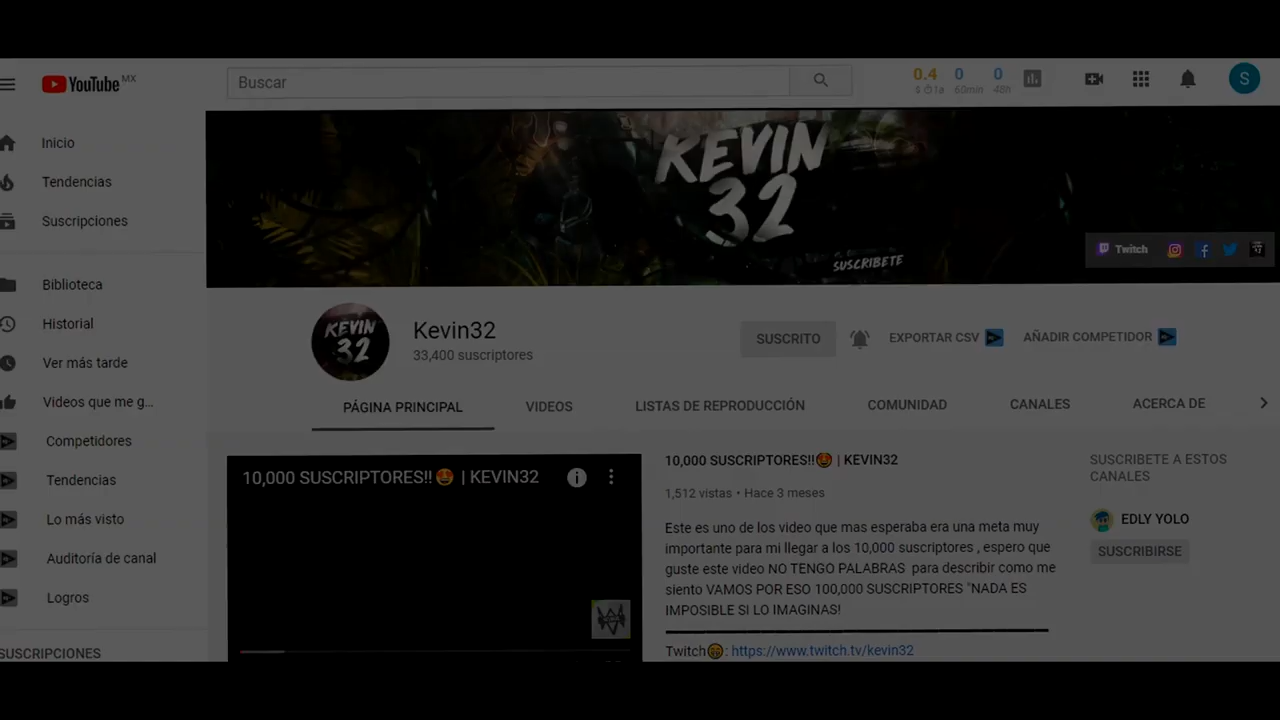 YouTube MX
Buscar
0.4 0 0
$ 1a 60min 48h
S
Inicio
Tendencias
Suscripciones
Biblioteca
Historial
Ver más tarde
Videos que me g...
Competidores
Tendencias
Lo más visto
Auditoría de canal
Logros
SUSCRIPCIONES
KEVIN
32
SUSCRIBETE
Twitch
KEVIN
32
Kevin32
33,400 suscriptores
SUSCRITO
EXPORTAR CSV
AÑADIR COMPETIDOR
PÁGINA PRINCIPAL
VIDEOS
LISTAS DE REPRODUCCIÓN
COMUNIDAD
CANALES
ACERCA DE
10,000 SUSCRIPTORES!!🤩 | KEVIN32
10,000 SUSCRIPTORES!!🤩 | KEVIN32
1,512 vistas • Hace 3 meses
Este es uno de los video que mas esperaba era una meta muy
importante para mi llegar a los 10,000 suscriptores , espero que
guste este video NO TENGO PALABRAS para describir como me
siento VAMOS POR ESO 100,000 SUSCRIPTORES "NADA ES
IMPOSIBLE SI LO IMAGINAS!
Twitch😄: https://www.twitch.tv/kevin32
SUSCRIBETE A ESTOS
CANALES
EDLY YOLO
SUSCRIBIRSE